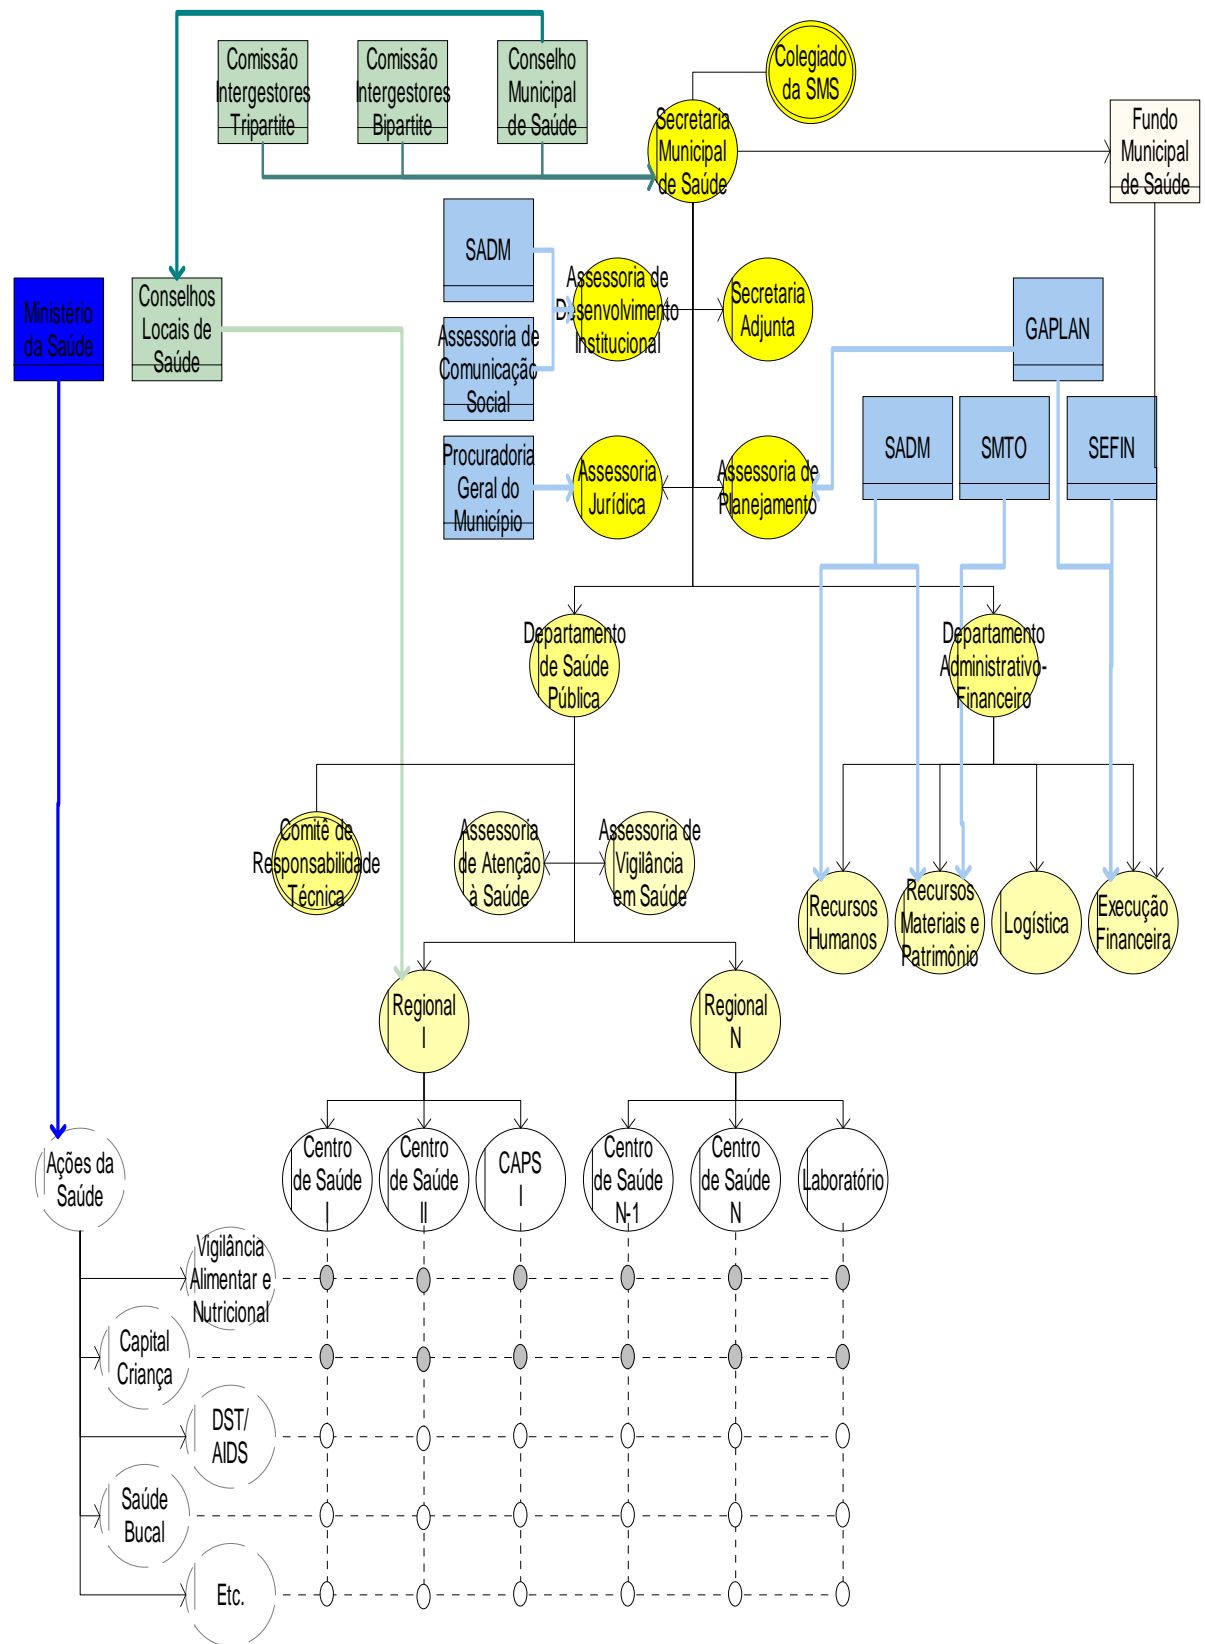 Comissão
Intergestores
Tripartite
Comissão
Intergestores
Bipartite
Conselho
Municipal
de Saúde
Colegiado
da SMS
Secretaria
Municipal
de Saúde
Fundo
Municipal
de Saúde
SADM
Assessoria de
Desenvolvimento
Institucional
Secretaria
Adjunta
Ministério
da Saúde
Conselhos
Locais de
Saúde
Assessoria de
Comunicação
Social
GAPLAN
SADM
SMTO
SEFIN
Procuradoria
Geral do
Município
Assessoria
Jurídica
Assessoria de
Planejamento
Departamento
de Saúde
Pública
Departamento
Administrativo-
Financeiro
Comitê de
Responsabilidade
Técnica
Assessoria
de Atenção
à Saúde
Assessoria de
Vigilância
em Saúde
Recursos
Humanos
Recursos
Materiais e
Patrimônio
Logística
Execução
Financeira
Regional
I
Regional
N
Ações da
Saúde
Centro
de Saúde
I
Centro
de Saúde
II
CAPS
I
Centro
de Saúde
N-1
Centro
de Saúde
N
Laboratório
Vigilância
Alimentar e
Nutricional
Capital
Criança
DST/
AIDS
Saúde
Bucal
Etc.